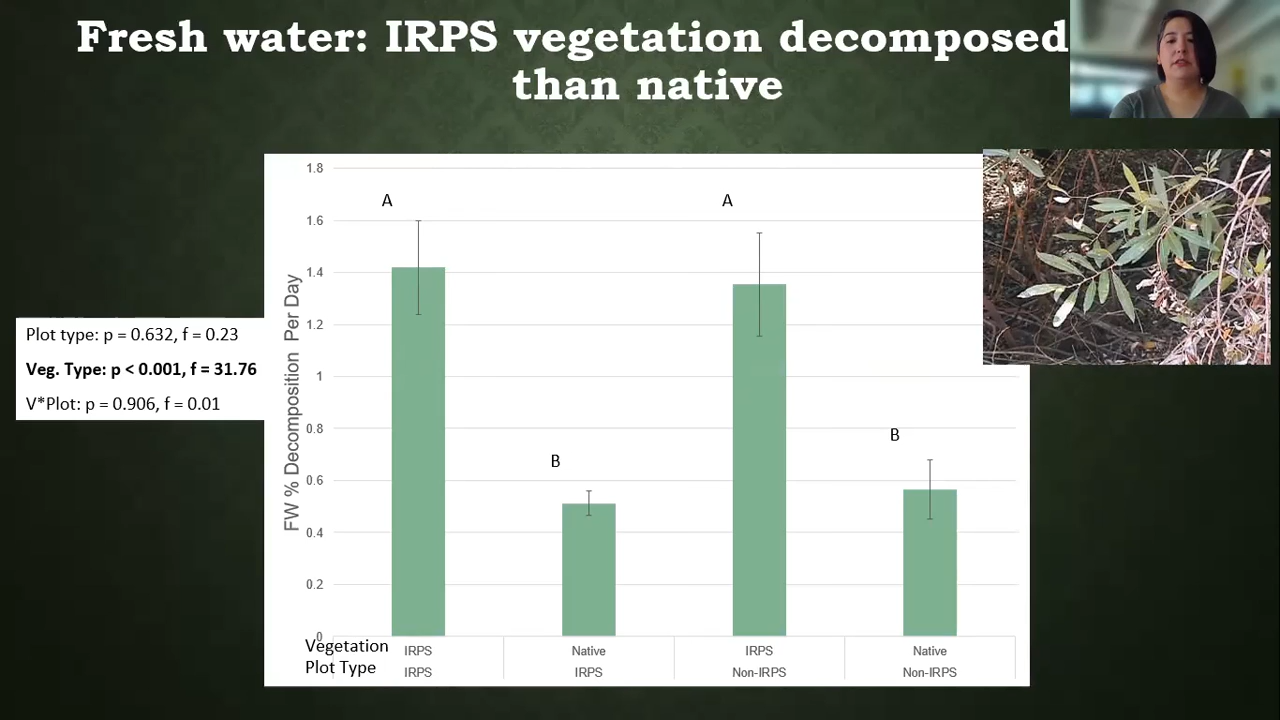 Fresh water: IRPS vegetation decomposed
than native
1.8
A
A
1.6
1.4
1.2
1
0.8
0.6
0.4
0.2
0
B
B
FW % Decomposition Per Day
Plot type: p = 0.632, f = 0.23
Veg. Type: p < 0.001, f = 31.76
V*Plot: p = 0.906, f = 0.01
Vegetation IRPS Native IRPS Native
Plot Type IRPS IRPS Non-IRPS Non-IRPS